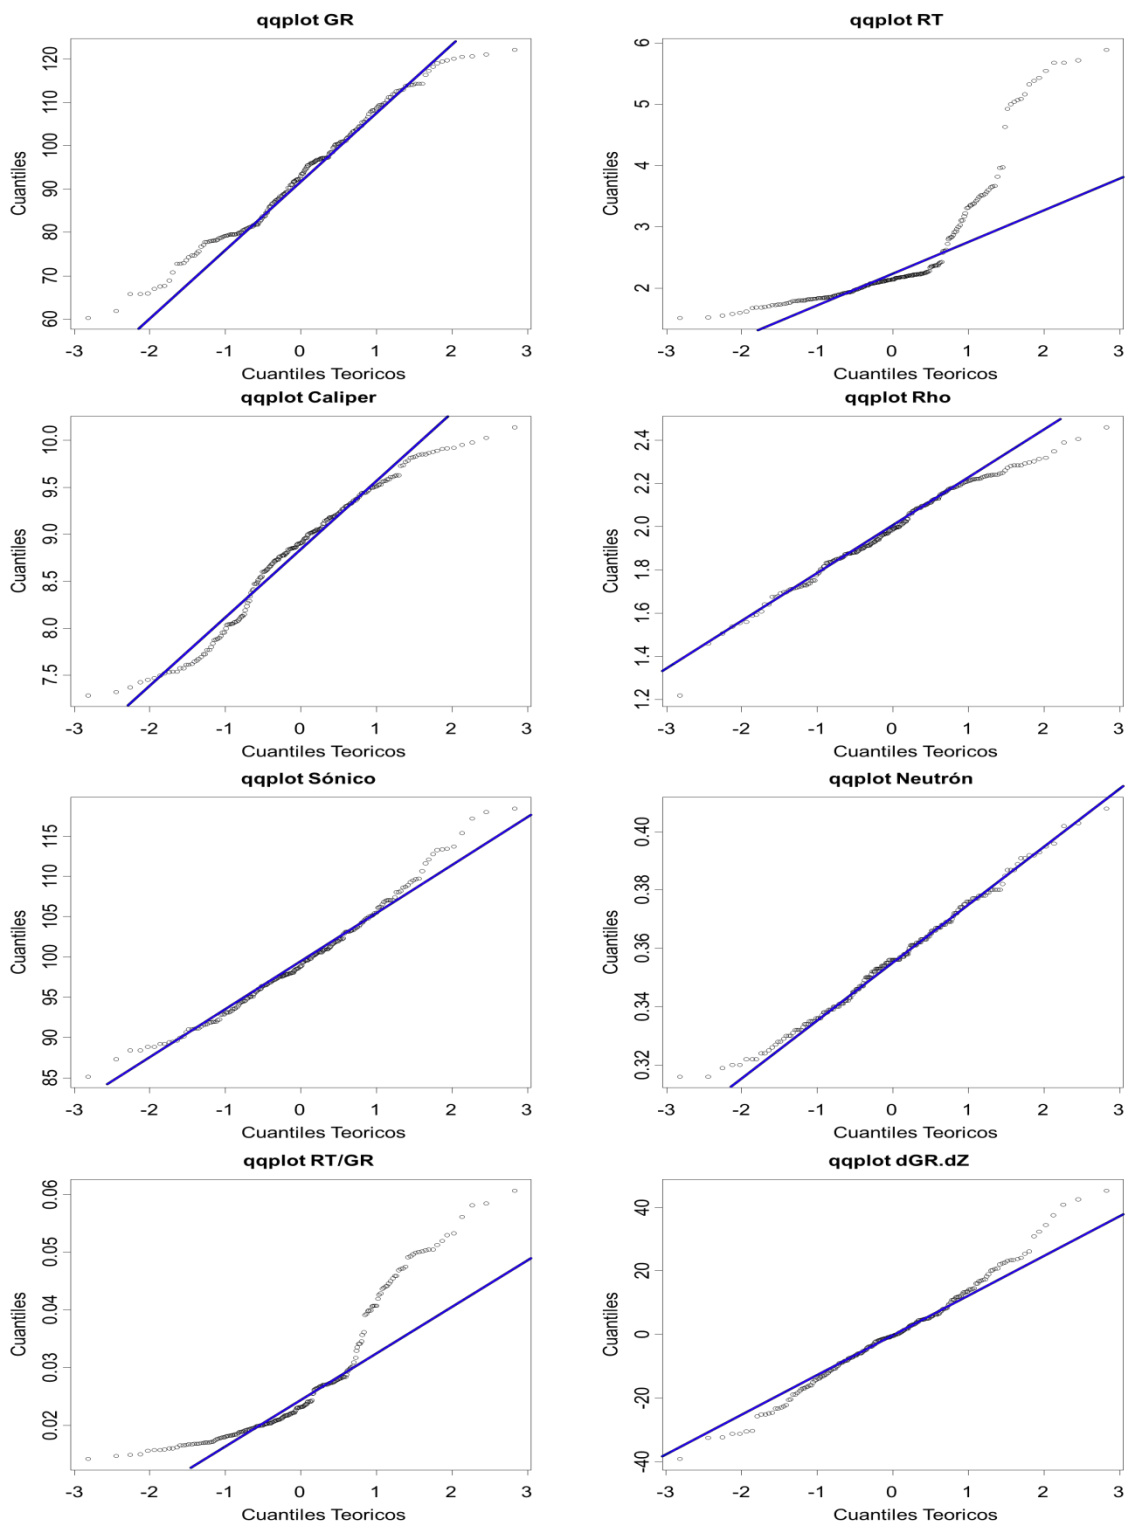 qqplot GR
Cuantiles
120
110
100
90
80
70
60
-3 -2 -1 0 1 2 3
Cuantiles Teoricos
qqplot RT
Cuantiles
6
5
4
3
2
-3 -2 -1 0 1 2 3
Cuantiles Teoricos
qqplot Caliper
Cuantiles
10.0
9.5
9.0
8.5
8.0
7.5
-3 -2 -1 0 1 2 3
Cuantiles Teoricos
qqplot Rho
Cuantiles
2.4
2.2
2.0
1.8
1.6
1.4
1.2
-3 -2 -1 0 1 2 3
Cuantiles Teoricos
qqplot Sónico
Cuantiles
115
110
105
100
95
90
85
-3 -2 -1 0 1 2 3
Cuantiles Teoricos
qqplot Neutrón
Cuantiles
0.40
0.38
0.36
0.34
0.32
-3 -2 -1 0 1 2 3
Cuantiles Teoricos
qqplot RT/GR
Cuantiles
0.06
0.05
0.04
0.03
0.02
-3 -2 -1 0 1 2 3
Cuantiles Teoricos
qqplot dGR.dZ
Cuantiles
40
20
0
-20
-40
-3 -2 -1 0 1 2 3
Cuantiles Teoricos